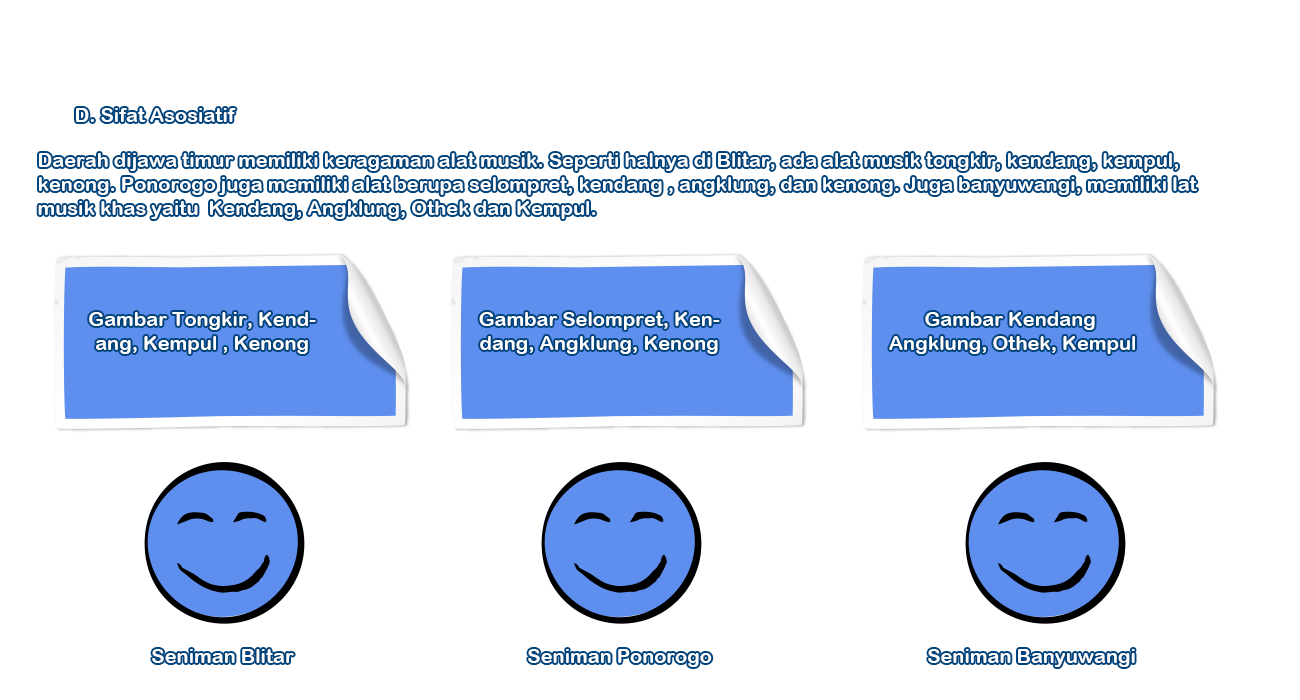 D. Sifat Asosiatif
Daerah dijawa timur memiliki keragaman alat musik. Seperti halnya di Blitar, ada alat musik tongkir, kendang, kempul,
kenong. Ponorogo juga memiliki alat berupa selompret, kendang , angklung, dan kenong. Juga banyuwangi, memiliki lat
musik khas yaitu  Kendang, Angklung, Othek dan Kempul.
Gambar Tongkir, Kend-
ang, Kempul , Kenong
Gambar Selompret, Ken-
dang, Angklung, Kenong
Gambar Kendang
Angklung, Othek, Kempul
Seniman Blitar
Seniman Ponorogo
Seniman Banyuwangi